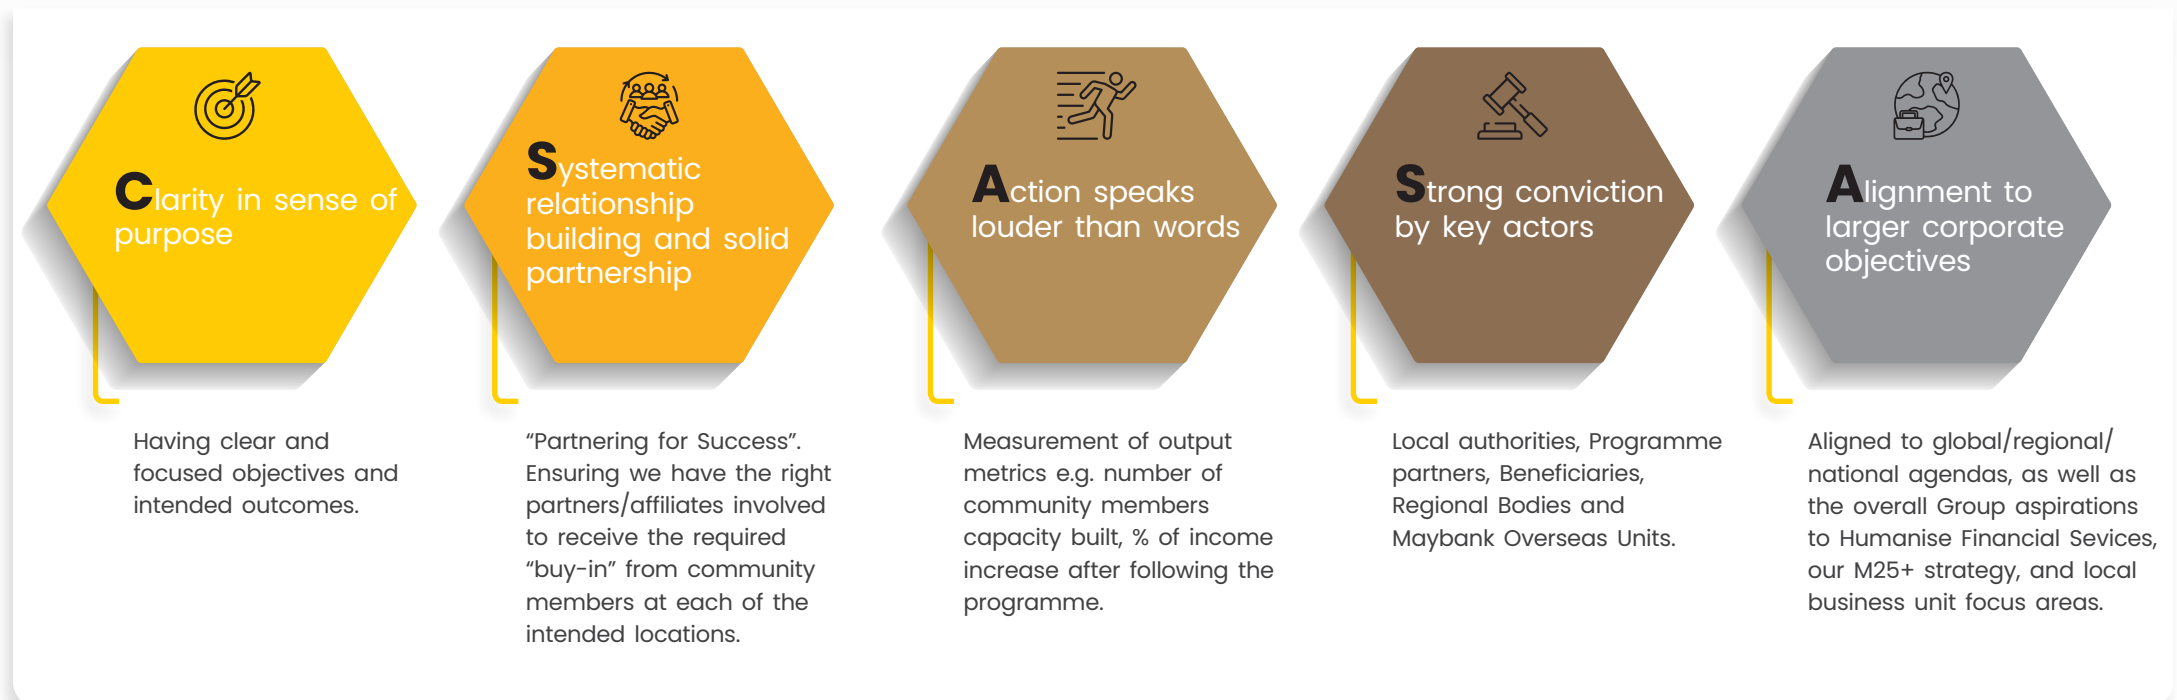 Clarity in sense of
purpose
Systematic
relationship
building and solid
partnership
Action speaks
louder than words
Strong conviction
by key actors
Alignment to
larger corporate
objectives
Having clear and
focused objectives and
intended outcomes.
“Partnering for Success”.
Ensuring we have the right
partners/affiliates involved
to receive the required
“buy-in” from community
members at each of the
intended locations.
Measurement of output
metrics e.g. number of
community members
capacity built, % of income
increase after following the
programme.
Local authorities, Programme
partners, Beneficiaries,
Regional Bodies and
Maybank Overseas Units.
Aligned to global/regional/
national agendas, as well as
the overall Group aspirations
to Humanise Financial Sevices,
our M25+ strategy, and local
business unit focus areas.